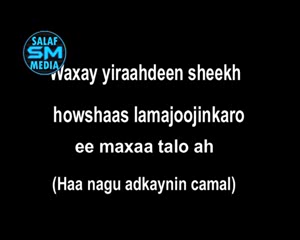 SALAF
SM
MEDIA
Waxay yiraahdeen sheekh
howshaas lamajoojinkaro
ee maxaa talo ah
(Haa nagu adkaynin camal)